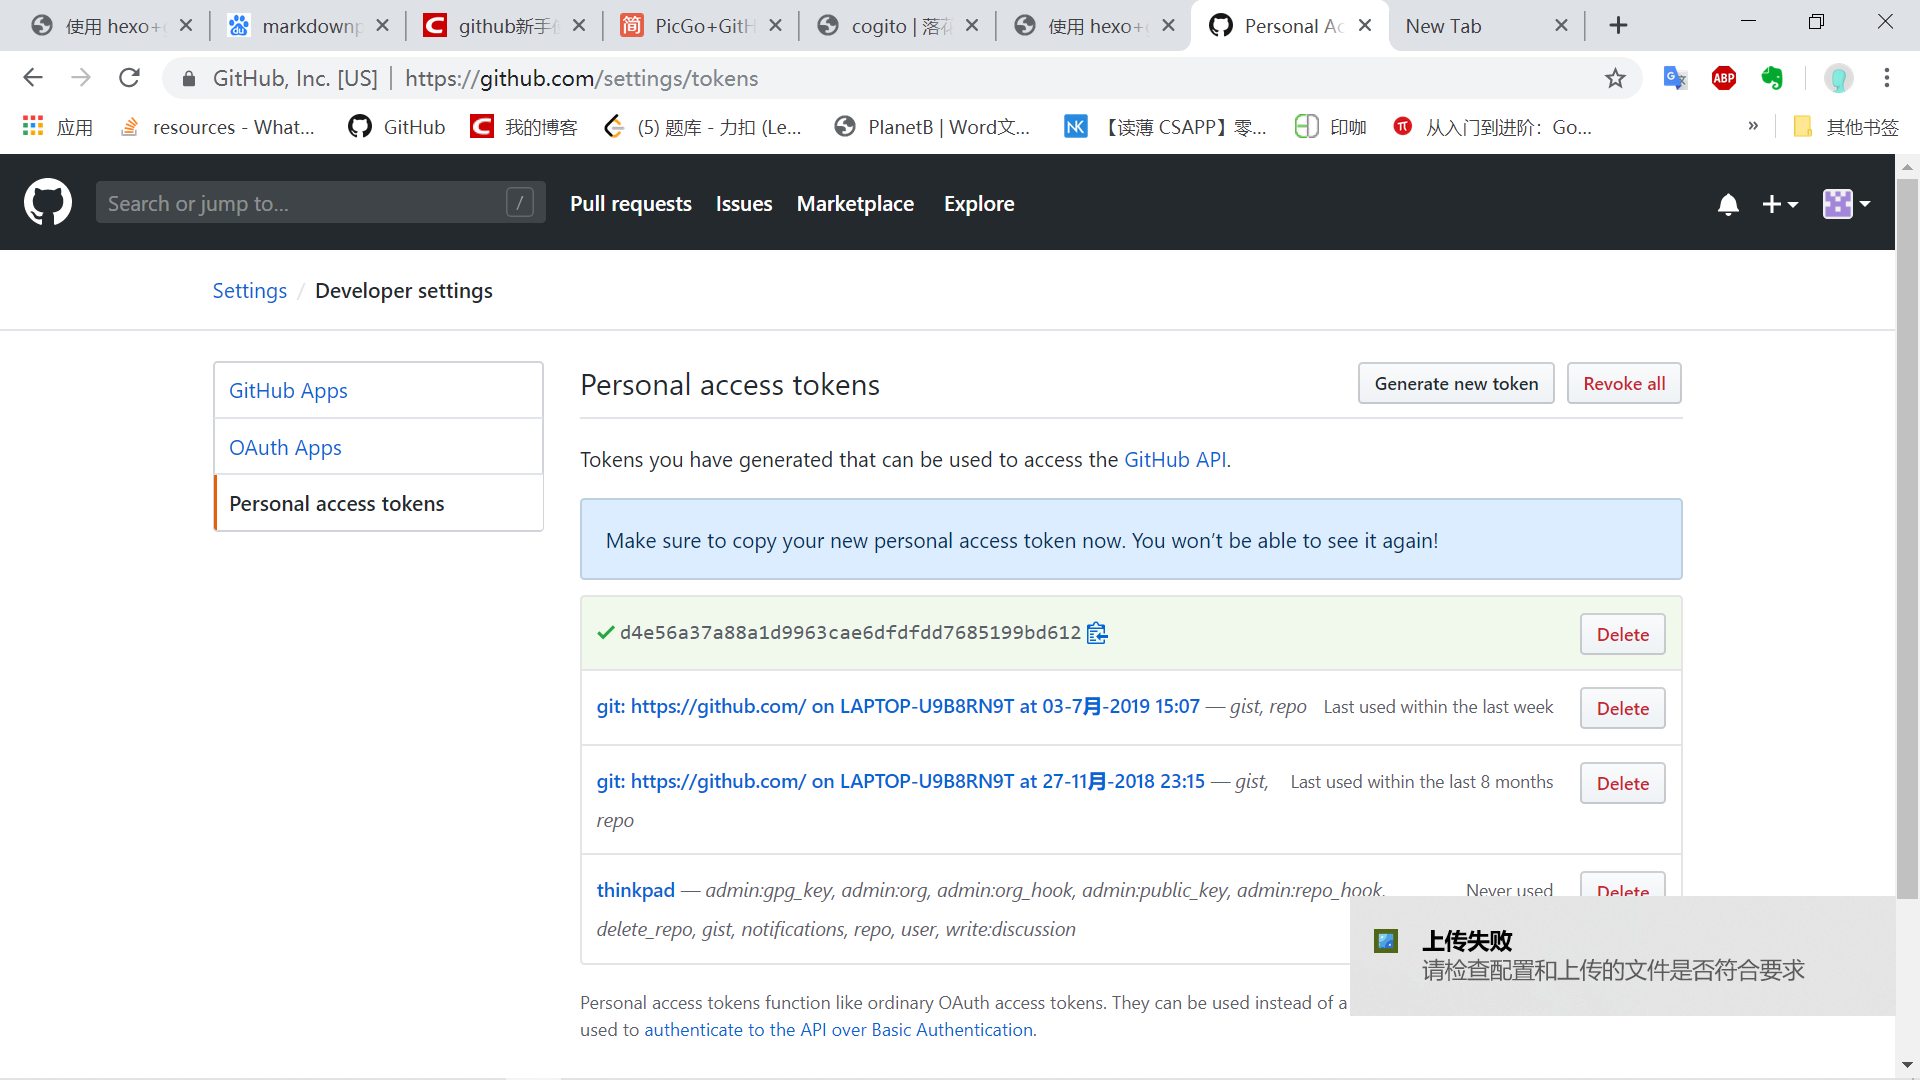 使用 hexo+g
markdownp
github新手
PicGo+GitH
cogito | 落花
使用 hexo+g
Personal Ac
New Tab
GitHub, Inc. [US] | https://github.com/settings/tokens
应用
resources - What...
GitHub
我的博客
(5) 题库 - 力扣 (Le...
PlanetB | Word文...
【读薄 CSAPP】零...
印咖
从入门到进阶：Go...
»
其他书签
Search or jump to...
/
Pull requests
Issues
Marketplace
Explore
Settings / Developer settings
GitHub Apps
OAuth Apps
Personal access tokens
Personal access tokens
Generate new token
Revoke all
Tokens you have generated that can be used to access the GitHub API.
Make sure to copy your new personal access token now. You won’t be able to see it again!
d4e56a37a88a1d9963cae6dfdfdd7685199bd612
Delete
git: https://github.com/ on LAPTOP-U9B8RN9T at 03-7月-2019 15:07 — gist, repo
Last used within the last week
Delete
git: https://github.com/ on LAPTOP-U9B8RN9T at 27-11月-2018 23:15 — gist,
repo
Last used within the last 8 months
Delete
thinkpad — admin:gpg_key, admin:org, admin:org_hook, admin:public_key, admin:repo_hook,
delete_repo, gist, notifications, repo, user, write:discussion
Never used
Delete
上传失败
请检查配置和上传的文件是否符合要求
Personal access tokens function like ordinary OAuth access tokens. They can be used instead of a
used to authenticate to the API over Basic Authentication.